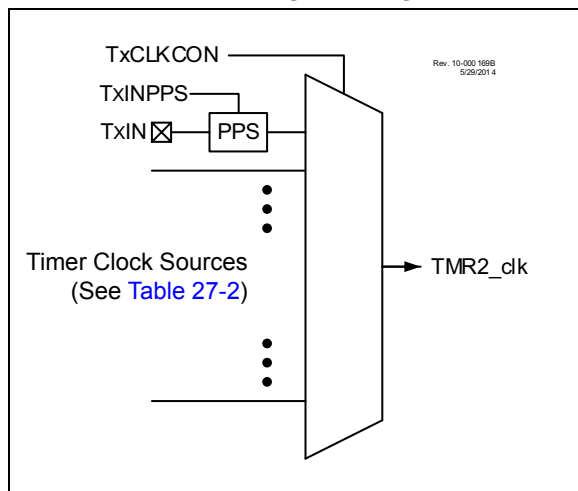 TxCLKCON
Rev. 10-000 169B
5/29/2014
TxINPPS
TxIN
PPS
Timer Clock Sources
(See Table 27-2)
TMR2_clk